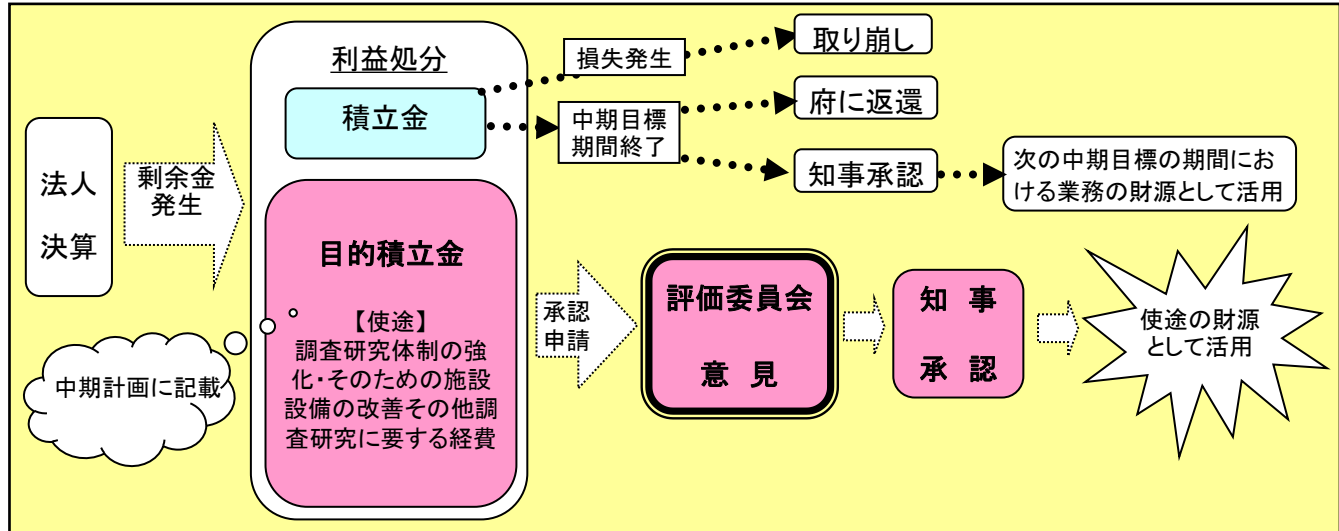 法人
決算
剰余金
発生
利益処分
積立金
損失発生
取り崩し
中期目標
期間終了
府に返還
知事承認
次の中期目標の期間にお
ける業務の財源として活用
目的積立金
【使途】
調査研究体制の強
化・そのための施設
設備の改善その他調
査研究に要する経費
中期計画に記載
承認
申請
評価委員会
意 見
知 事
承 認
使途の財源
として活用